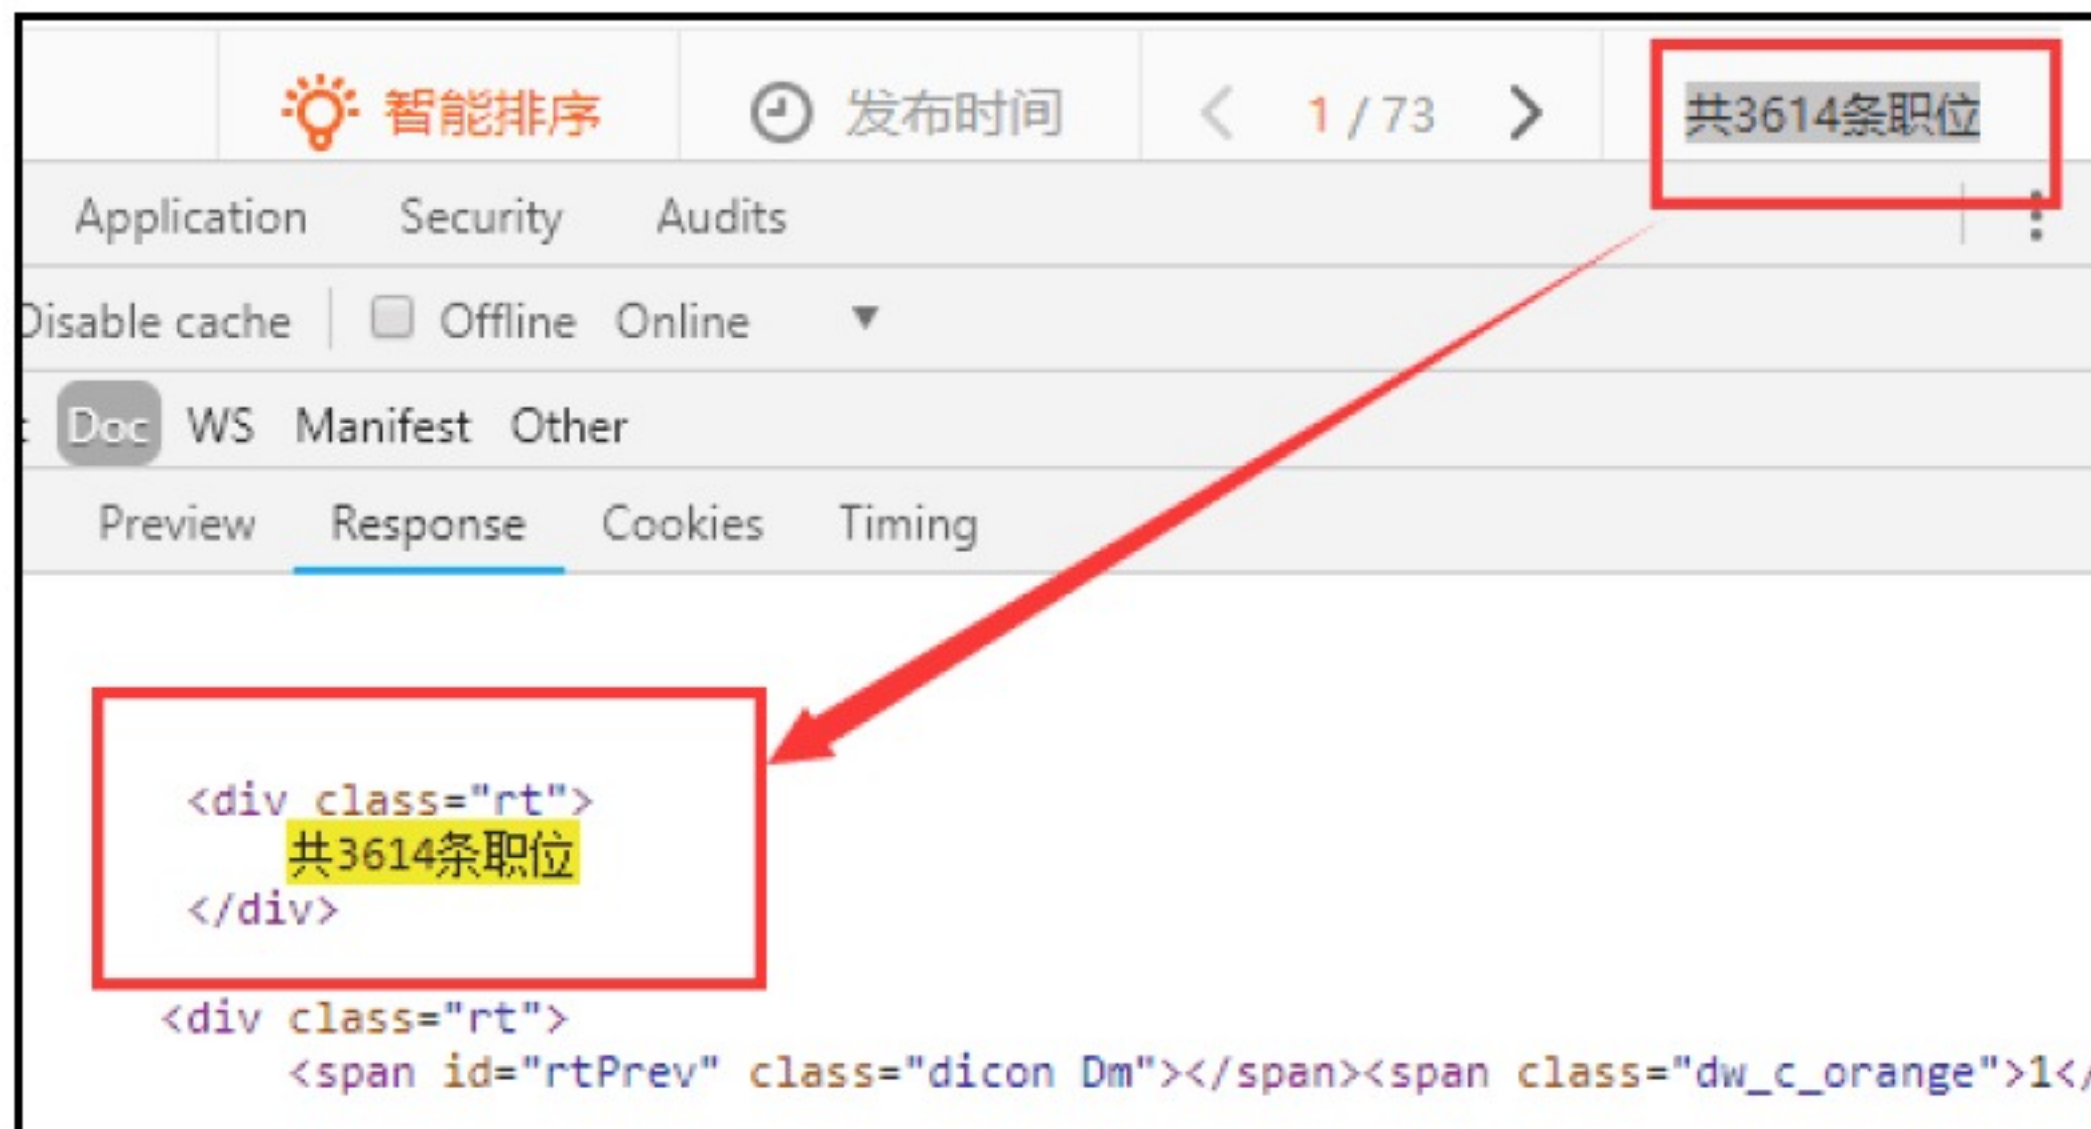 智能排序 发布时间 1 / 73 共3614条职位
Application Security Audits
Disable cache Offline Online
Doc WS Manifest Other
Preview Response Cookies Timing
<div class="rt">
共3614条职位
</div>
<div class="rt">
<span id="rtPrev" class="dicon Dm"></span><span class="dw_c_orange">1</